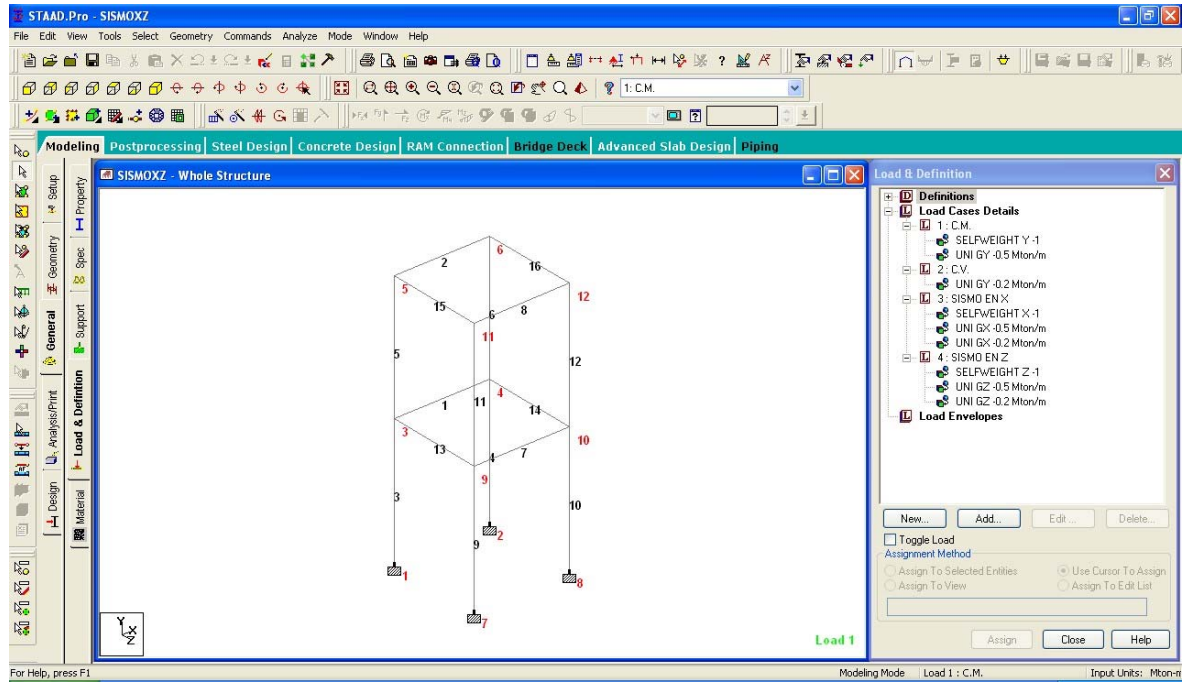 STAAD.Pro - SISMOXZ
File Edit View Tools Select Geometry Commands Analyze Mode Window Help
1: C.M.
Modeling Postprocessing Steel Design Concrete Design RAM Connection Bridge Deck Advanced Slab Design Piping
Setup
Geometry
General
Analysis/Print
Design
Property
Spec
Support
Load & Definition
Material
SISMOXZ - Whole Structure
6
2
16
5
12
15
6
8
11
5
12
4
1
11
14
3
10
13
4
7
9
3
10
2
9
1
8
7
Y
X
Z
Load 1
Load & Definition
Definitions
Load Cases Details
1 : C.M.
SELFWEIGHT Y -1
UNI GY -0.5 Mton/m
2 : C.V.
UNI GY -0.2 Mton/m
3 : SISMO EN X
SELFWEIGHT X -1
UNI GX -0.5 Mton/m
UNI GX -0.2 Mton/m
4 : SISMO EN Z
SELFWEIGHT Z -1
UNI GZ -0.5 Mton/m
UNI GZ -0.2 Mton/m
Load Envelopes
New... Add... Edit ... Delete...
Toggle Load
Assignment Method
Assign To Selected Entities Use Cursor To Assign
Assign To View Assign To Edit List
Assign Close Help
For Help, press F1 Modeling Mode Load 1 : C.M. Input Units: Mton-m